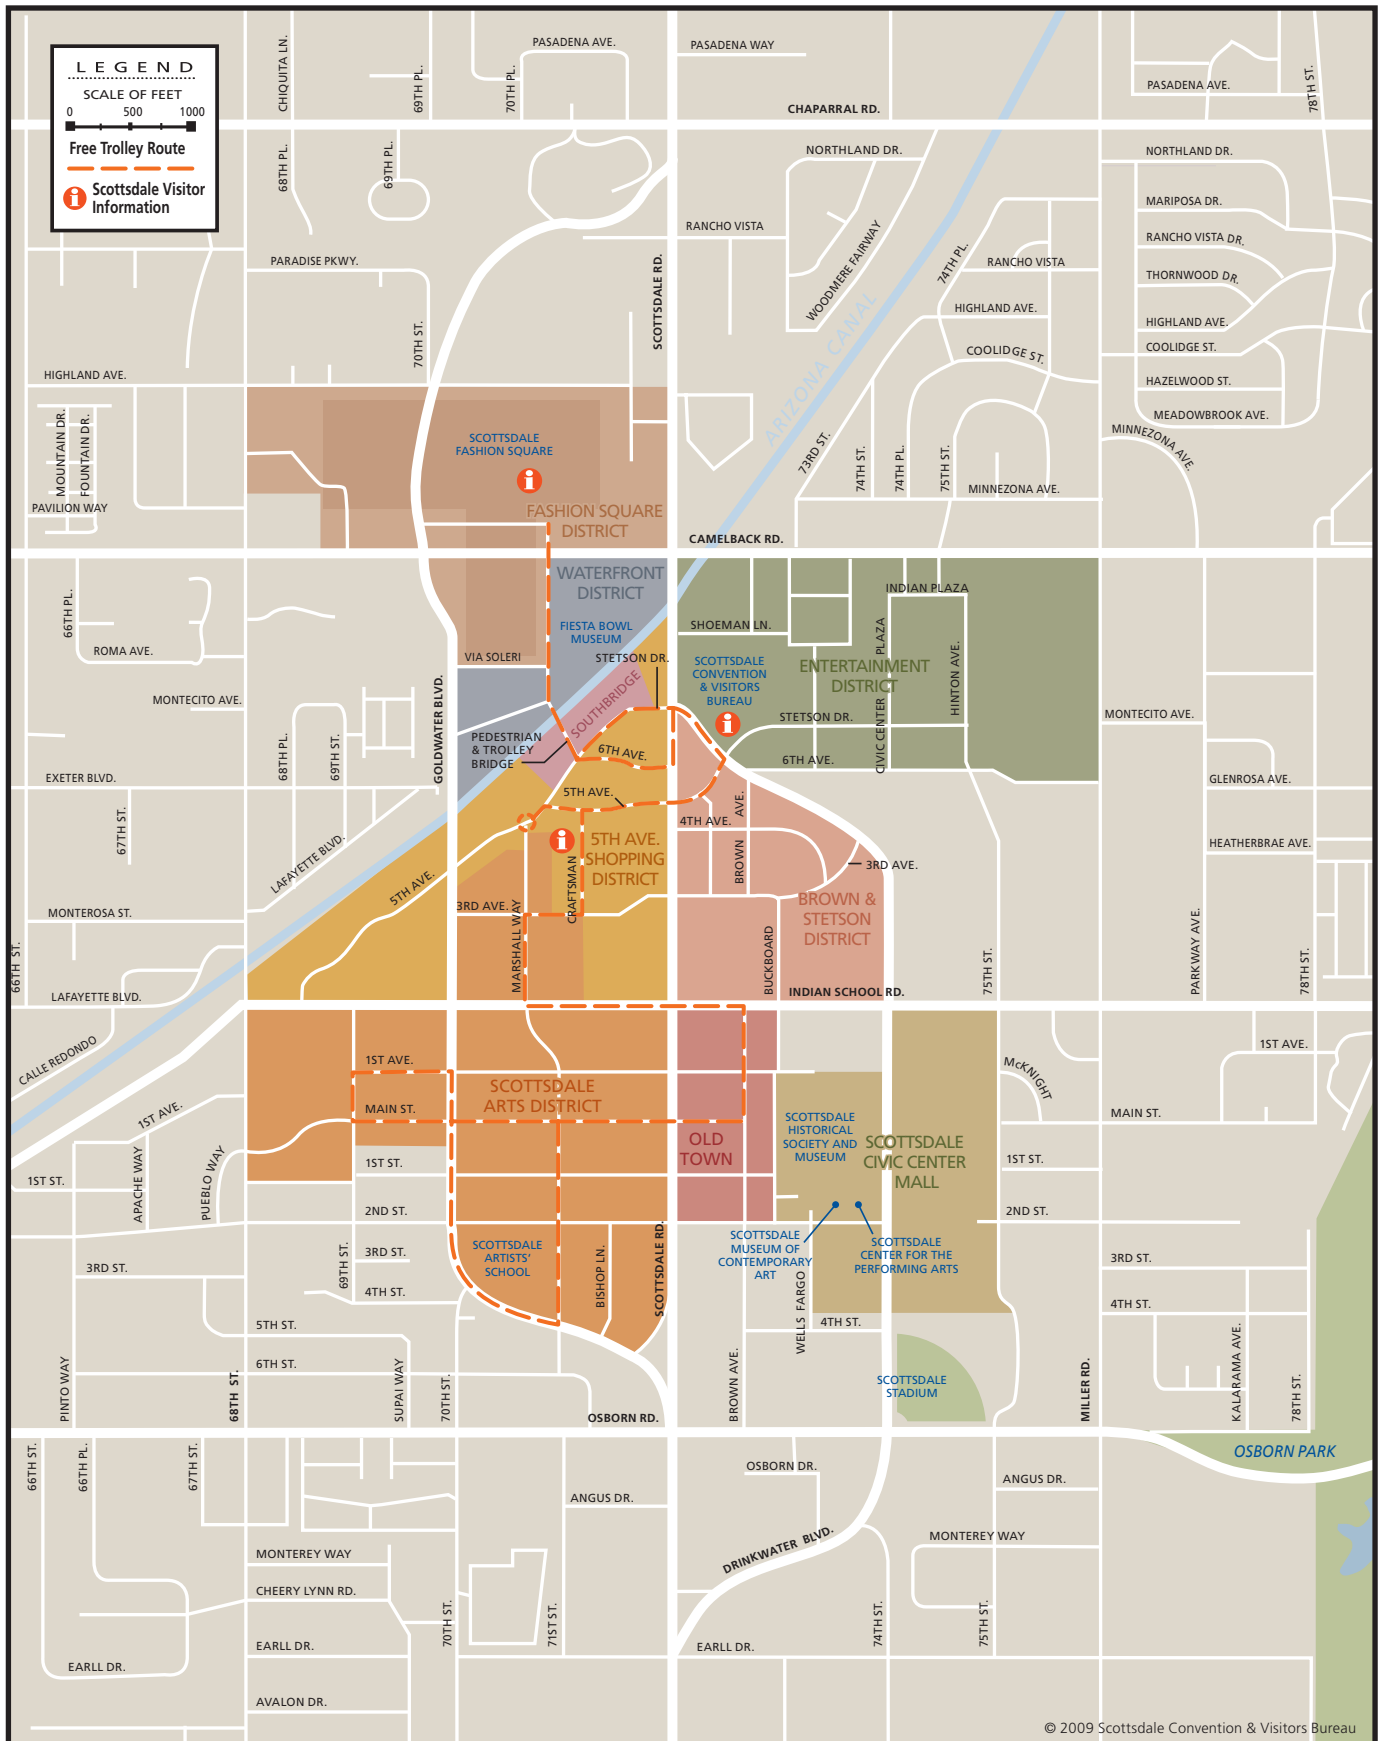 LEGEND
SCALE OF FEET
0 500 1000
Free Trolley Route
Scottsdale Visitor
Information
CHIQUITA LN.
69TH PL.
70TH PL.
PASADENA AVE.
PASADENA WAY
PASADENA AVE.
78TH ST.
CHAPARRAL RD.
68TH PL.
69TH PL.
NORTHLAND DR.
NORTHLAND DR.
MARIPOSA DR.
RANCHO VISTA
RANCHO VISTA DR.
WOODMERE FAIRWAY
74TH PL.
RANCHO VISTA
THORNWOOD DR.
PARADISE PKWY.
SCOTTSDALE RD.
70TH ST.
ARIZONA CANAL
HIGHLAND AVE.
HIGHLAND AVE.
COOLIDGE ST.
COOLIDGE ST.
HIGHLAND AVE.
HAZELWOOD ST.
MEADOWBROOK AVE.
MINNEZONA AVE.
MOUNTAIN DR.
FOUNTAIN DR.
PAVILION WAY
SCOTTSDALE
FASHION SQUARE
FASHION SQUARE
DISTRICT
73RD ST.
74TH ST.
74TH PL.
75TH ST.
MINNEZONA AVE.
CAMELBACK RD.
WATERFRONT
DISTRICT
FIESTA BOWL
MUSEUM
66TH PL.
ROMA AVE.
MONTECITO AVE.
VIA SOLERI
STETSON DR.
SHOEMAN LN.
INDIAN PLAZA
SCOTTSDALE
CONVENTION
& VISITORS
BUREAU
ENTERTAINMENT
DISTRICT
CIVIC CENTER PLAZA
HINTON AVE.
STETSON DR.
MONTECITO AVE.
GOLDWATER BLVD.
SOUTHBRIDGE
PEDESTRIAN
& TROLLEY
BRIDGE
6TH AVE.
6TH AVE.
68TH PL.
69TH ST.
EXETER BLVD.
GLENROSA AVE.
67TH ST.
5TH AVE.
4TH AVE.
BROWN AVE.
HEATHERBRAE AVE.
LAFAYETTE BLVD.
5TH AVE.
5TH AVE.
SHOPPING
DISTRICT
CRAFTSMAN
3RD AVE.
BROWN &
STETSON
DISTRICT
MONTEROSA ST.
3RD AVE.
MARSHALL WAY
BUCKBOARD
75TH ST.
PARKWAY AVE.
78TH ST.
66TH ST.
LAFAYETTE BLVD.
INDIAN SCHOOL RD.
CALLE REDONDO
1ST AVE.
McKNIGHT
1ST AVE.
SCOTTSDALE
ARTS DISTRICT
1ST AVE.
MAIN ST.
MAIN ST.
SCOTTSDALE
HISTORICAL
SOCIETY AND
MUSEUM
SCOTTSDALE
CIVIC CENTER
MALL
OLD
TOWN
APACHE WAY
PUEBLO WAY
1ST ST.
1ST ST.
1ST ST.
2ND ST.
2ND ST.
SCOTTSDALE
MUSEUM OF
CONTEMPORARY
ART
SCOTTSDALE
CENTER FOR THE
PERFORMING ARTS
SCOTTSDALE
ARTISTS'
SCHOOL
3RD ST.
69TH ST.
3RD ST.
3RD ST.
4TH ST.
BISHOP LN.
SCOTTSDALE RD.
WELLS FARGO
4TH ST.
4TH ST.
5TH ST.
6TH ST.
PINTO WAY
68TH ST.
SUPAI WAY
70TH ST.
BROWN AVE.
SCOTTSDALE
STADIUM
MILLER RD.
KALARAMA AVE.
78TH ST.
OSBORN RD.
OSBORN PARK
66TH ST.
66TH PL.
67TH ST.
OSBORN DR.
ANGUS DR.
ANGUS DR.
DRINKWATER BLVD.
MONTEREY WAY
MONTEREY WAY
CHEERY LYNN RD.
70TH ST.
71ST ST.
74TH ST.
75TH ST.
EARLL DR.
EARLL DR.
EARLL DR.
AVALON DR.
© 2009 Scottsdale Convention & Visitors Bureau